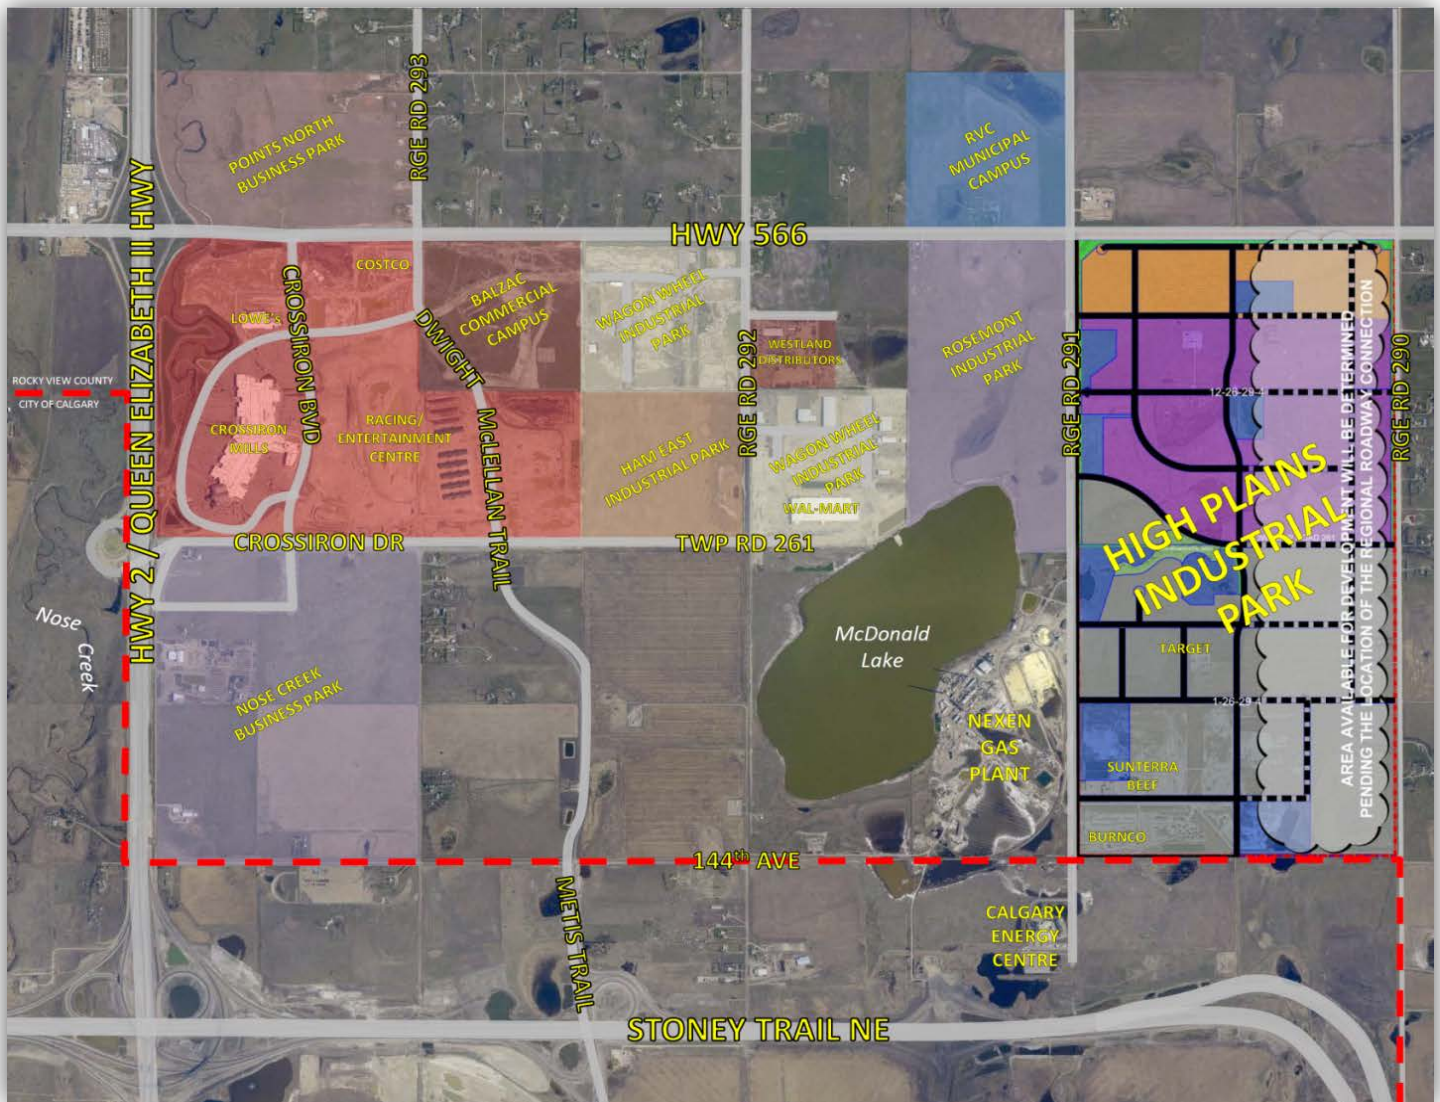 RGE RD 293
POINTS NORTH
BUSINESS PARK
RVC
MUNICIPAL
CAMPUS
HWY 566
HWY 2 / QUEEN ELIZABETH II HWY
COSTCO
CROSSIRON BVD
LOWE's
BALZAC
COMMERCIAL
CAMPUS
DWIGHT McLELLAN TRAIL
WAGON WHEEL
INDUSTRIAL
PARK
RGE RD 292
WESTLAND
DISTRIBUTORS
ROSEMONT
INDUSTRIAL
PARK
RGE RD 291
RGE RD 290
ROCKY VIEW COUNTY
CITY OF CALGARY
CROSSIRON
MILLS
RACING/
ENTERTAINMENT
CENTRE
HAM EAST
INDUSTRIAL PARK
WAGON WHEEL
INDUSTRIAL
PARK
WAL-MART
CROSSIRON DR
TWP RD 261
HIGH PLAINS
INDUSTRIAL
PARK
AREA AVAILABLE FOR DEVELOPMENT WILL BE DETERMINED
PENDING THE LOCATION OF THE REGIONAL ROADWAY CONNECTION
Nose
Creek
McDonald
Lake
TARGET
NOSE CREEK
BUSINESS PARK
NEXEN
GAS
PLANT
SUNTERRA
BEEF
BURNCO
144th AVE
METIS TRAIL
CALGARY
ENERGY
CENTRE
STONEY TRAIL NE